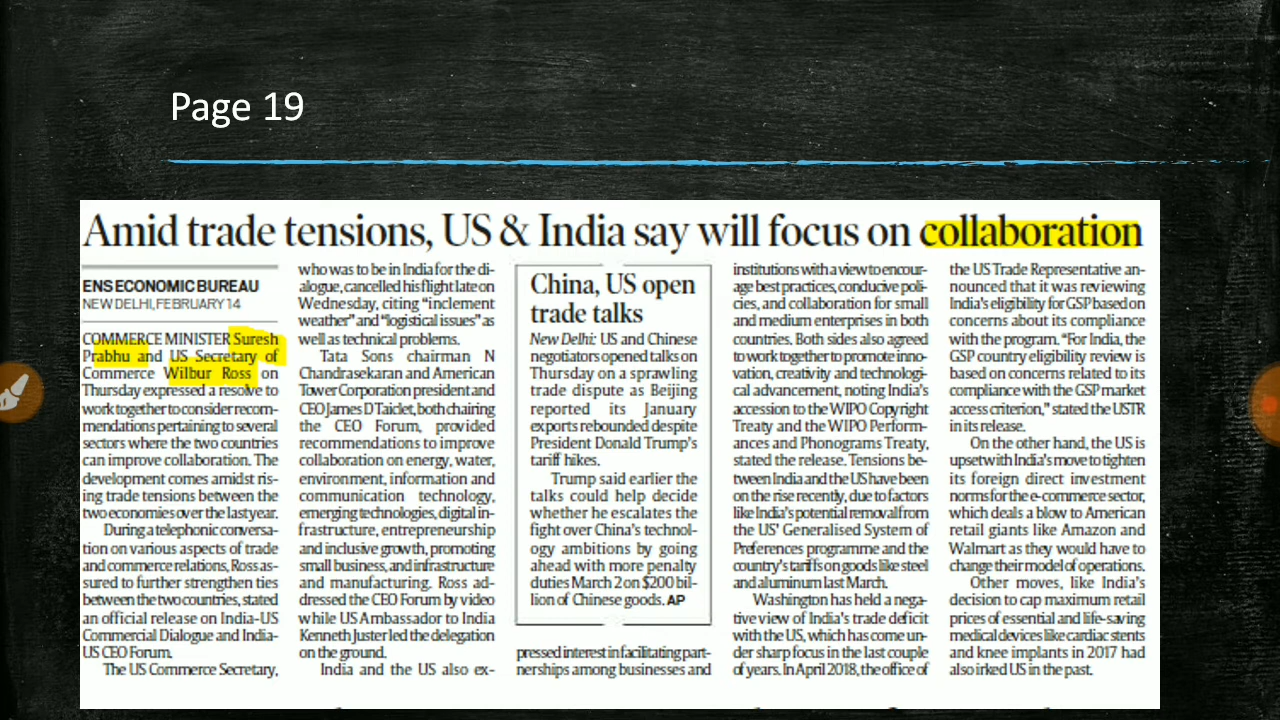 Page 19
Amid trade tensions, US & India say will focus on collaboration
ENS ECONOMIC BUREAU
NEW DELHI, FEBRUARY 14
COMMERCE MINISTER Suresh
Prabhu and US Secretary of
Commerce Wilbur Ross on
Thursday expressed a resolve to
work together to consider recom-
mendations pertaining to several
sectors where the two countries
can improve collaboration. The
development comes amidst ris-
ing trade tensions between the
two economies over the last year.
During a telephonic conversa-
tion on various aspects of trade
and commerce relations, Ross as-
sured to further strengthen ties
between the two countries, stated
an official release on India-US
Commercial Dialogue and India-
US CEO Forum.
The US Commerce Secretary,
who was to be in India for the di-
alogue, cancelled his flight late on
Wednesday, citing “inclement
weather” and “logistical issues” as
well as technical problems.
Tata Sons chairman N
Chandrasekaran and American
Tower Corporation president and
CEO James D Taiclet, both chairing
the CEO Forum, provided
recommendations to improve
collaboration on energy, water,
environment, information and
communication technology,
emerging technologies, digital in-
frastructure, entrepreneurship
and inclusive growth, promoting
small business, and infrastructure
and manufacturing. Ross ad-
dressed the CEO Forum by video
while US Ambassador to India
Kenneth Juster led the delegation
on the ground.
India and the US also ex-
China, US open
trade talks
New Delhi: US and Chinese
negotiators opened talks on
Thursday on a sprawling
trade dispute as Beijing
reported its January
exports rebounded despite
President Donald Trump’s
tariff hikes.
Trump said earlier the
talks could help decide
whether he escalates the
fight over China’s technol-
ogy ambitions by going
ahead with more penalty
duties March 2 on $200 bil-
lion of Chinese goods. AP
pressed interest in facilitating part-
nerships among businesses and
institutions with a view to encour-
age best practices, conducive poli-
cies, and collaboration for small
and medium enterprises in both
countries. Both sides also agreed
to work together to promote inno-
vation, creativity and technologi-
cal advancement, noting India’s
accession to the WIPO Copyright
Treaty and the WIPO Perform-
ances and Phonograms Treaty,
stated the release. Tensions be-
tween India and the US have been
on the rise recently, due to factors
like India’s potential removal from
the US’ Generalised System of
Preferences programme and the
country’s tariffs on goods like steel
and aluminum last March.
Washington has held a nega-
tive view of India’s trade deficit
with the US, which has come un-
der sharp focus in the last couple
of years. In April 2018, the office of
the US Trade Representative an-
nounced that it was reviewing
India’s eligibility for GSP based on
concerns about its compliance
with the program. “For India, the
GSP country eligibility review is
based on concerns related to its
compliance with the GSP market
access criterion,” stated the USTR
in its release.
On the other hand, the US is
upset with India’s move to tighten
its foreign direct investment
norms for the e-commerce sector,
which deals a blow to American
retail giants like Amazon and
Walmart as they would have to
change their model of operations.
Other moves, like India’s
decision to cap maximum retail
prices of essential and life-saving
medical devices like cardiac stents
and knee implants in 2017 had
also irked US in the past.